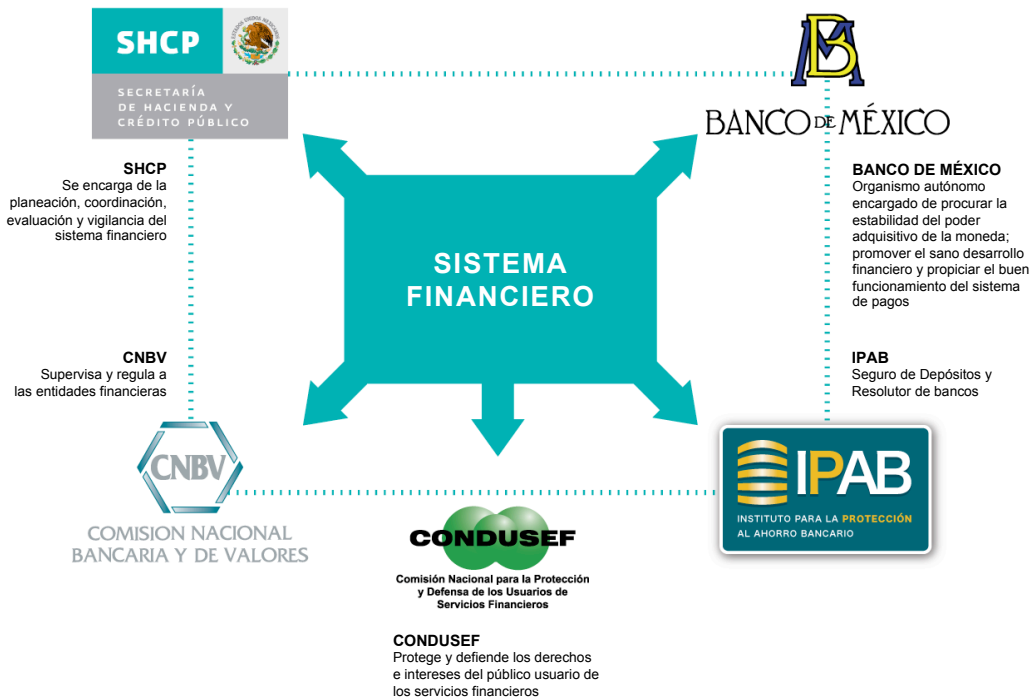 SHCP
SECRETARÍA
DE HACIENDA Y
CRÉDITO PÚBLICO
BANCO DE MÉXICO
SHCP
Se encarga de la
planeación, coordinación,
evaluación y vigilancia del
sistema financiero
SISTEMA
FINANCIERO
BANCO DE MÉXICO
Organismo autónomo
encargado de procurar la
estabilidad del poder
adquisitivo de la moneda;
promover el sano desarrollo
financiero y propiciar el buen
funcionamiento del sistema
de pagos
CNBV
Supervisa y regula a
las entidades financieras
IPAB
Seguro de Depósitos y
Resolutor de bancos
CNBV
COMISION NACIONAL
BANCARIA Y DE VALORES
IPAB
INSTITUTO PARA LA PROTECCIÓN
AL AHORRO BANCARIO
CONDUSEF
Comisión Nacional para la Protección
y Defensa de los Usuarios de
Servicios Financieros
CONDUSEF
Protege y defiende los derechos
e intereses del público usuario de
los servicios financieros